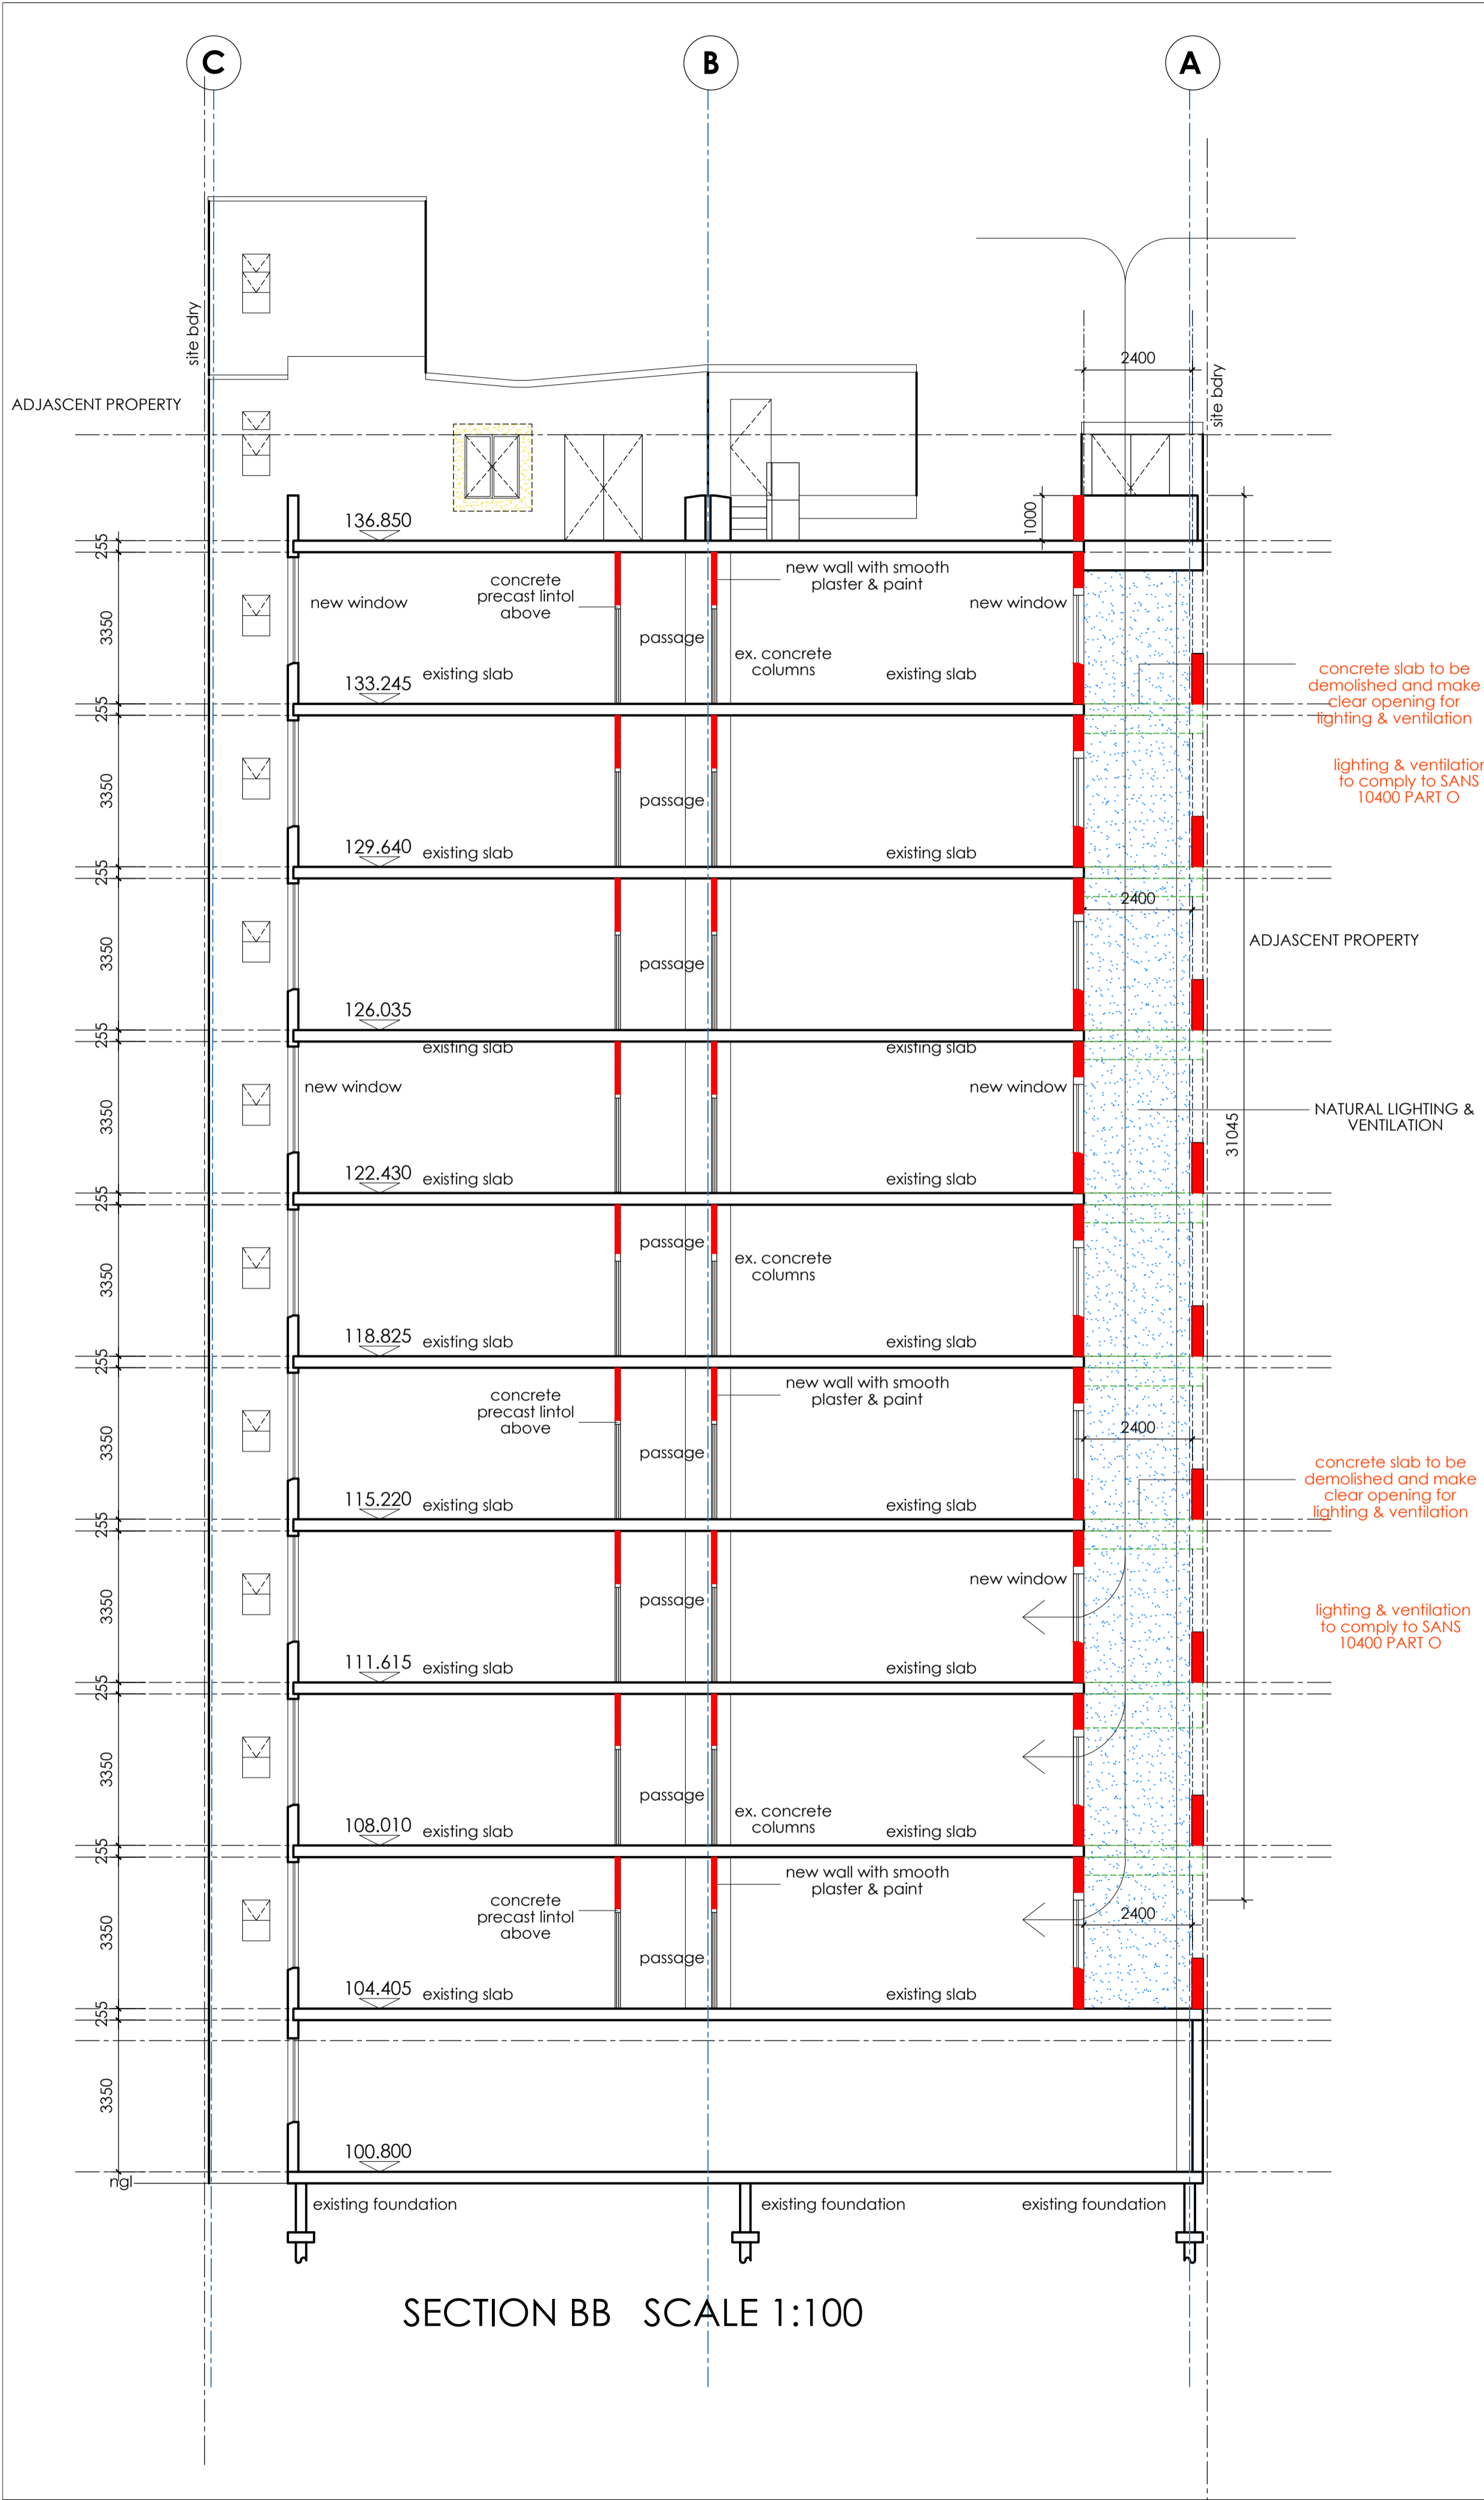 C
B
A
site bdry
2400
site bdry
ADJASCENT PROPERTY
1000
136.850
255
new window
concrete
precast lintol
above
new wall with smooth
plaster & paint
new window
3350
passage
ex. concrete
columns
133.245
existing slab
existing slab
concrete slab to be
demolished and make
clear opening for
lighting & ventilation
255
lighting & ventilation
to comply to SANS
10400 PART O
3350
passage
129.640
existing slab
existing slab
255
2400
3350
passage
ADJASCENT PROPERTY
126.035
255
existing slab
existing slab
new window
new window
3350
NATURAL LIGHTING &
VENTILATION
31045
122.430
existing slab
existing slab
255
passage
ex. concrete
columns
3350
118.825
existing slab
existing slab
255
concrete
precast lintol
above
new wall with smooth
plaster & paint
3350
passage
2400
concrete slab to be
demolished and make
clear opening for
lighting & ventilation
115.220
existing slab
existing slab
255
new window
3350
passage
lighting & ventilation
to comply to SANS
10400 PART O
111.615
existing slab
existing slab
255
3350
passage
ex. concrete
columns
108.010
existing slab
existing slab
255
concrete
precast lintol
above
new wall with smooth
plaster & paint
3350
2400
passage
104.405
existing slab
existing slab
255
3350
100.800
ngl
existing foundation
existing foundation
existing foundation
SECTION BB SCALE 1:100